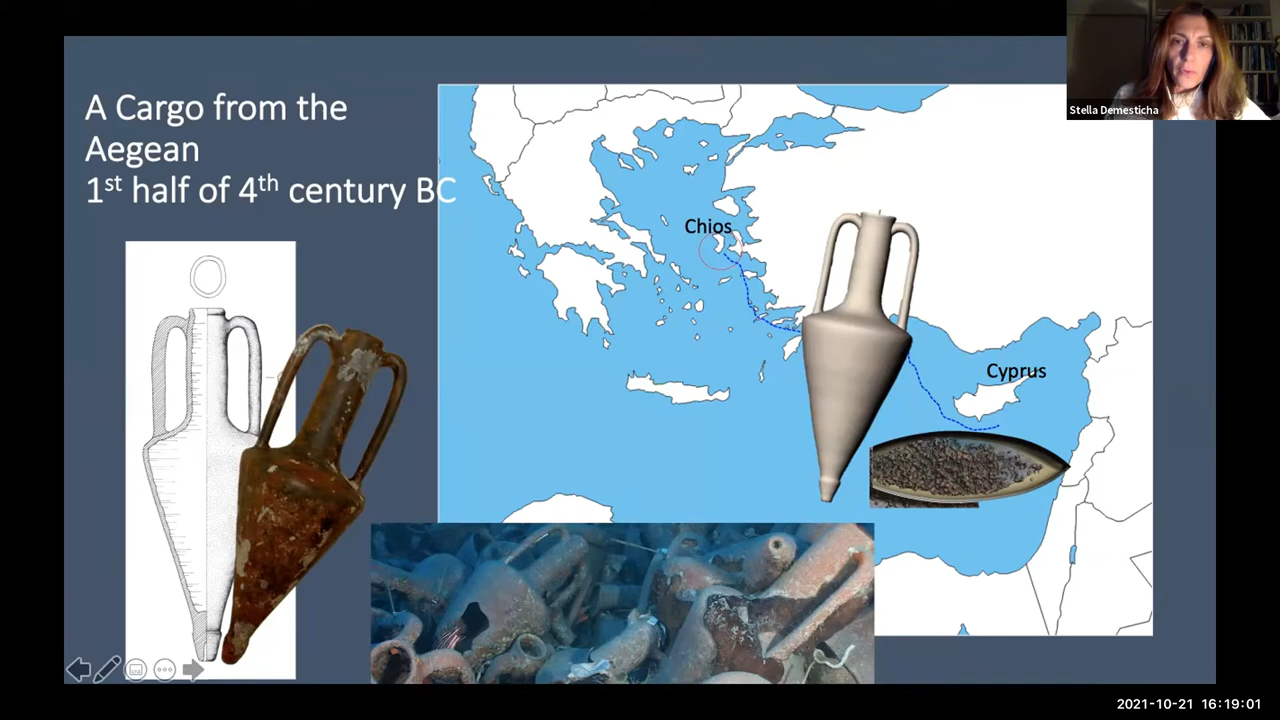 Stella Demesticha
A Cargo from the
Aegean
1st half of 4th century BC
Chios
Cyprus
2021-10-21 16:19:01